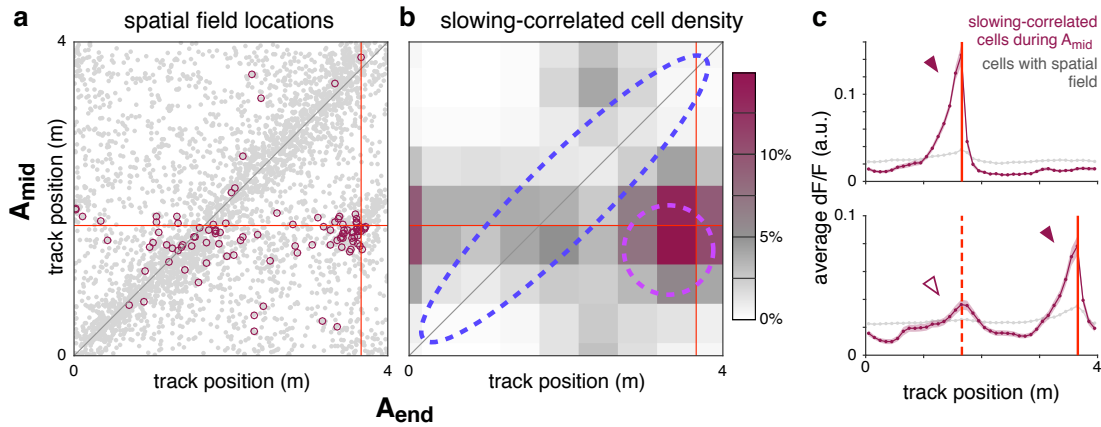 a
spatial field locations
4
A_mid
track position (m)
0
0
track position (m)
4
b
slowing-correlated cell density
10%
5%
0%
0
track position (m)
4
A_end
c
slowing-correlated
cells during A_mid
cells with spatial
field
average dF/F (a.u.)
0.1
0
0.1
0
0
2
4
track position (m)